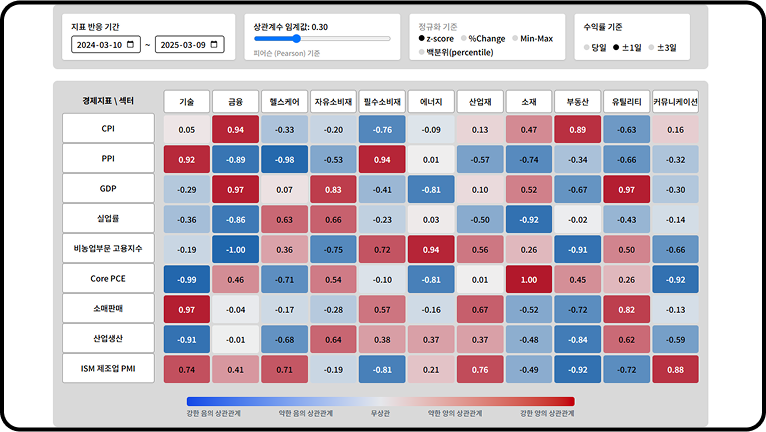 지표 반응 기간
2024-03-10 ~ 2025-03-09
상관계수 임계값: 0.30
피어슨 (Pearson) 기준
정규화 기준
z-score %Change Min-Max
백분위(percentile)
수익률 기준
당일 ±1일 ±3일
경제지표 \ 섹터 기술 금융 헬스케어 자유소비재 필수소비재 에너지 산업재 소재 부동산 유틸리티 커뮤니케이션
CPI 0.05 0.94 -0.33 -0.20 -0.76 -0.09 0.13 0.47 0.89 -0.63 0.16
PPI 0.92 -0.89 -0.98 -0.53 0.94 0.01 -0.57 -0.74 -0.34 -0.66 -0.32
GDP -0.29 0.97 0.07 0.83 -0.41 -0.81 0.10 0.52 -0.67 0.97 -0.30
실업률 -0.36 -0.86 0.63 0.66 -0.23 0.03 -0.50 -0.92 -0.02 -0.43 -0.14
비농업부문 고용지수 -0.19 -1.00 0.36 -0.75 0.72 0.94 0.56 0.26 -0.91 0.50 -0.66
Core PCE -0.99 0.46 -0.71 0.54 -0.10 -0.81 0.01 1.00 0.45 0.26 -0.92
소매판매 0.97 -0.04 -0.17 -0.28 0.57 -0.16 0.67 -0.52 -0.72 0.82 -0.13
산업생산 -0.91 -0.01 -0.68 0.64 0.38 0.37 0.37 -0.48 -0.84 0.62 -0.59
ISM 제조업 PMI 0.74 0.41 0.71 -0.19 -0.81 0.21 0.76 -0.49 -0.92 -0.72 0.88
강한 음의 상관관계 약한 음의 상관관계 무상관 약한 양의 상관관계 강한 양의 상관관계